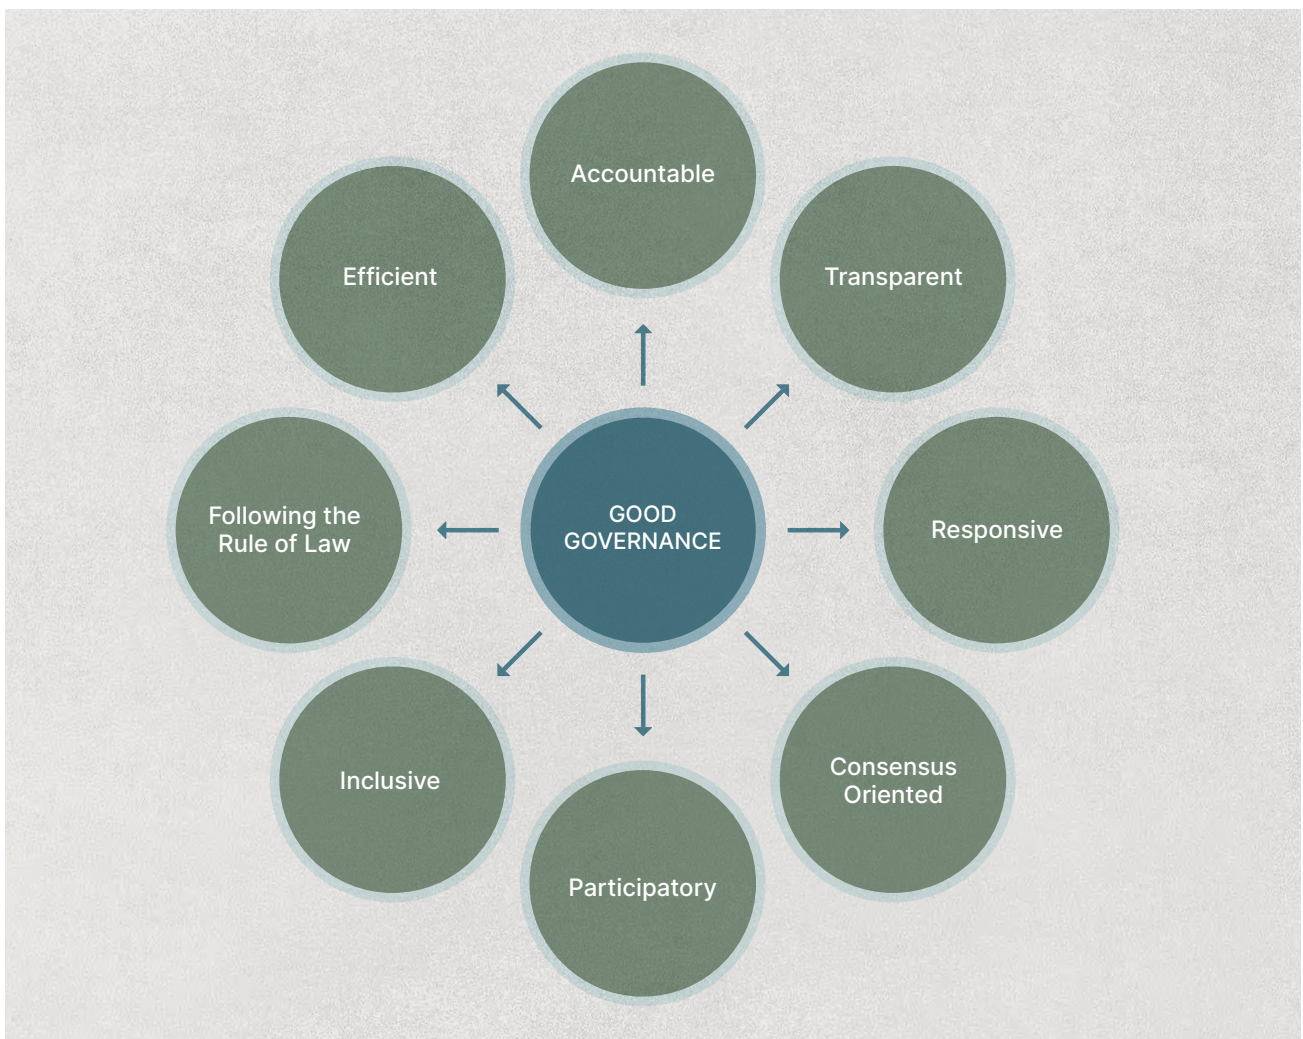 Accountable
Efficient
Transparent
Following the
Rule of Law
GOOD
GOVERNANCE
Responsive
Inclusive
Consensus
Oriented
Participatory